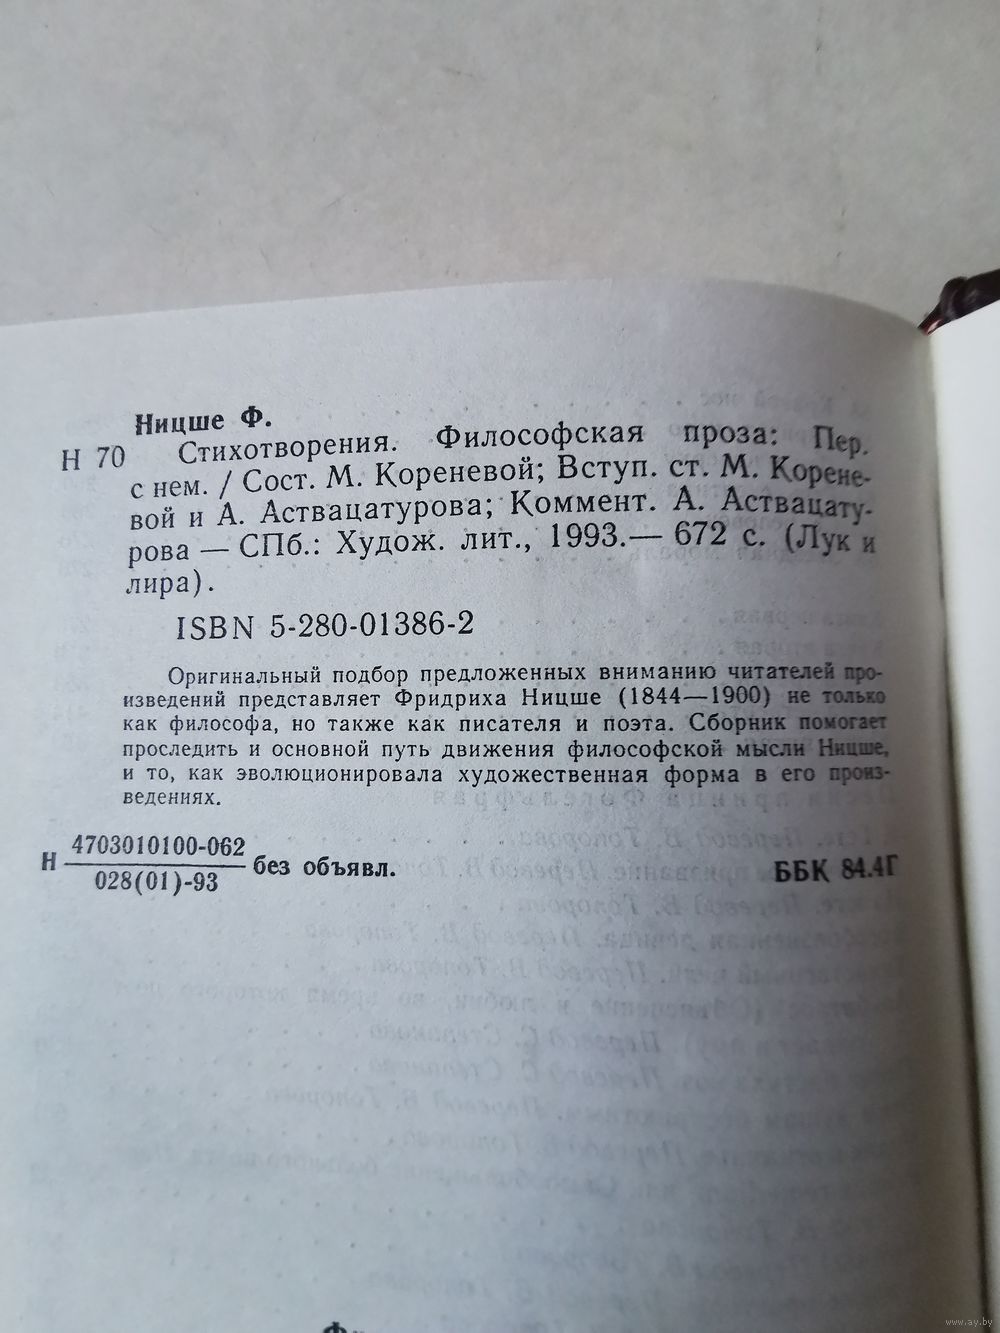 Ницше Ф.
Н 70 Стихотворения. Философская проза: Пер.
с нем. / Сост. М. Кореневой; Вступ. ст. М. Корене-
вой и А. Аствацатурова; Коммент. А. Аствацату-
рова — СПб.: Худож. лит., 1993.— 672 с. (Лук и
лира).
ISBN 5-280-01386-2
Оригинальный подбор предложенных вниманию читателей про-
изведений представляет Фридриха Ницше (1844—1900) не только
как философа, но также как писателя и поэта. Сборник помогает
проследить и основной путь движения философской мысли Ницше,
и то, как эволюционировала художественная форма в его произ-
ведениях.
Н 4703010100-062
028(01)-93 без объявл.
ББК 84.4Г
www.ay.by